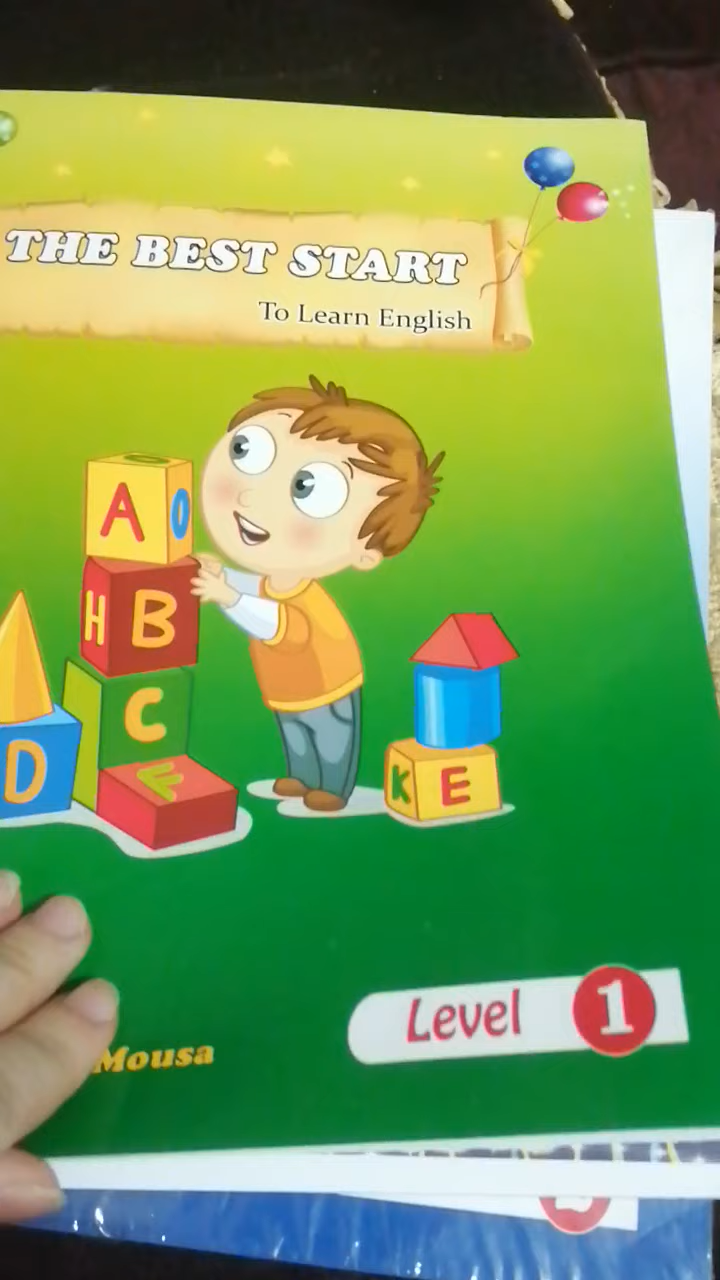 THE BEST START
To Learn English
A O
H B
C
D
F
K E
Level 1
Mousa